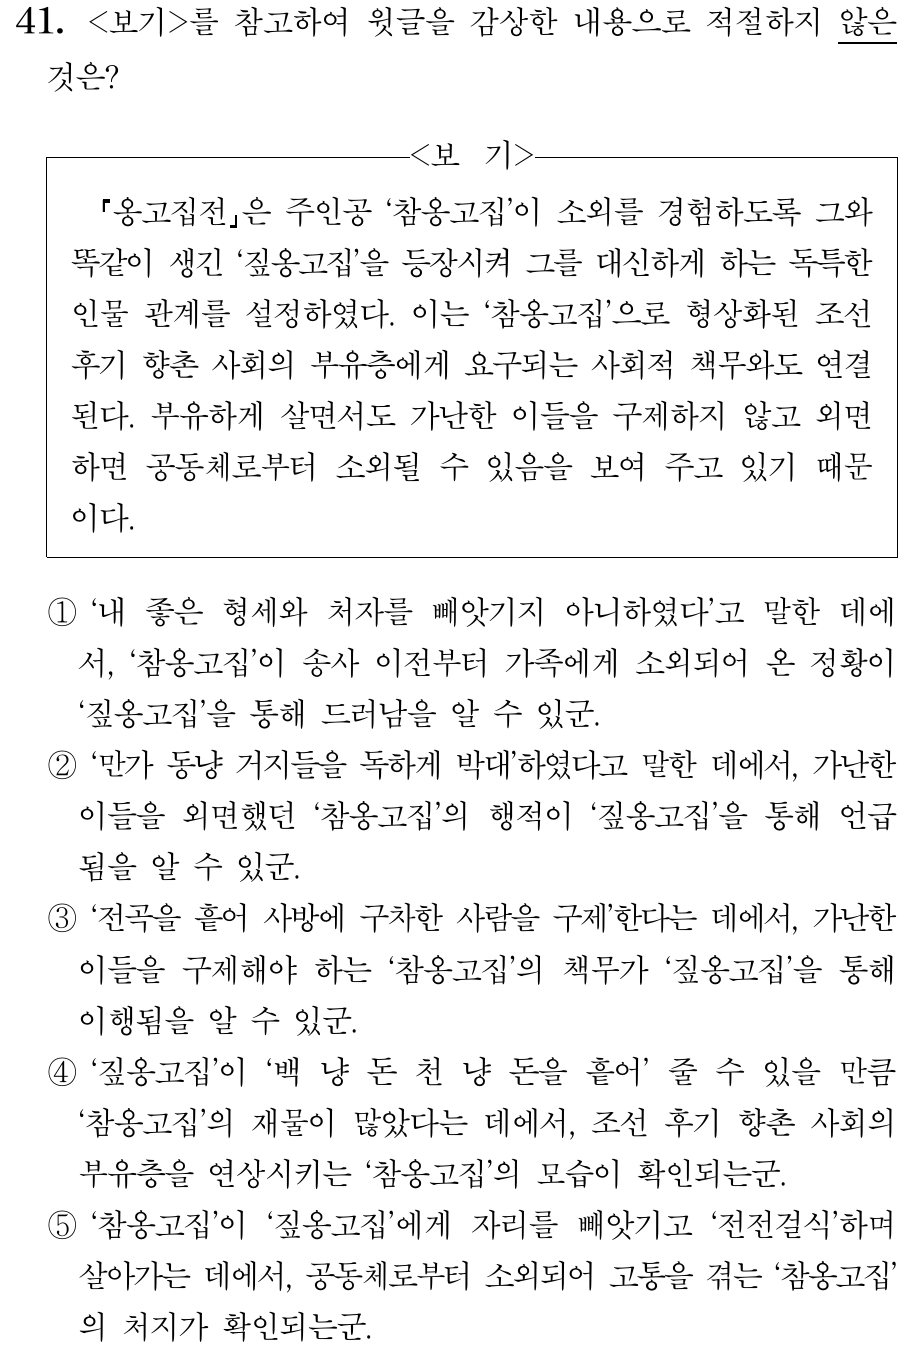 41. <보기>를 참고하여 윗글을 감상한 내용으로 적절하지 않은
것은?
<보 기>
『옹고집전』은 주인공 ‘참옹고집’이 소외를 경험하도록 그와
똑같이 생긴 ‘짚옹고집’을 등장시켜 그를 대신하게 하는 독특한
인물 관계를 설정하였다. 이는 ‘참옹고집’으로 형상화된 조선
후기 향촌 사회의 부유층에게 요구되는 사회적 책무와도 연결
된다. 부유하게 살면서도 가난한 이들을 구제하지 않고 외면
하면 공동체로부터 소외될 수 있음을 보여 주고 있기 때문
이다.
① ‘내 좋은 형세와 처자를 빼앗기지 아니하였다’고 말한 데에
서, ‘참옹고집’이 송사 이전부터 가족에게 소외되어 온 정황이
‘짚옹고집’을 통해 드러남을 알 수 있군.
② ‘만가 동냥 거지들을 독하게 박대’하였다고 말한 데에서, 가난한
이들을 외면했던 ‘참옹고집’의 행적이 ‘짚옹고집’을 통해 언급
됨을 알 수 있군.
③ ‘전곡을 흩어 사방에 구차한 사람을 구제’한다는 데에서, 가난한
이들을 구제해야 하는 ‘참옹고집’의 책무가 ‘짚옹고집’을 통해
이행됨을 알 수 있군.
④ ‘짚옹고집’이 ‘백 냥 돈 천 냥 돈을 흩어’ 줄 수 있을 만큼
‘참옹고집’의 재물이 많았다는 데에서, 조선 후기 향촌 사회의
부유층을 연상시키는 ‘참옹고집’의 모습이 확인되는군.
⑤ ‘참옹고집’이 ‘짚옹고집’에게 자리를 빼앗기고 ‘전전걸식’하며
살아가는 데에서, 공동체로부터 소외되어 고통을 겪는 ‘참옹고집’
의 처지가 확인되는군.